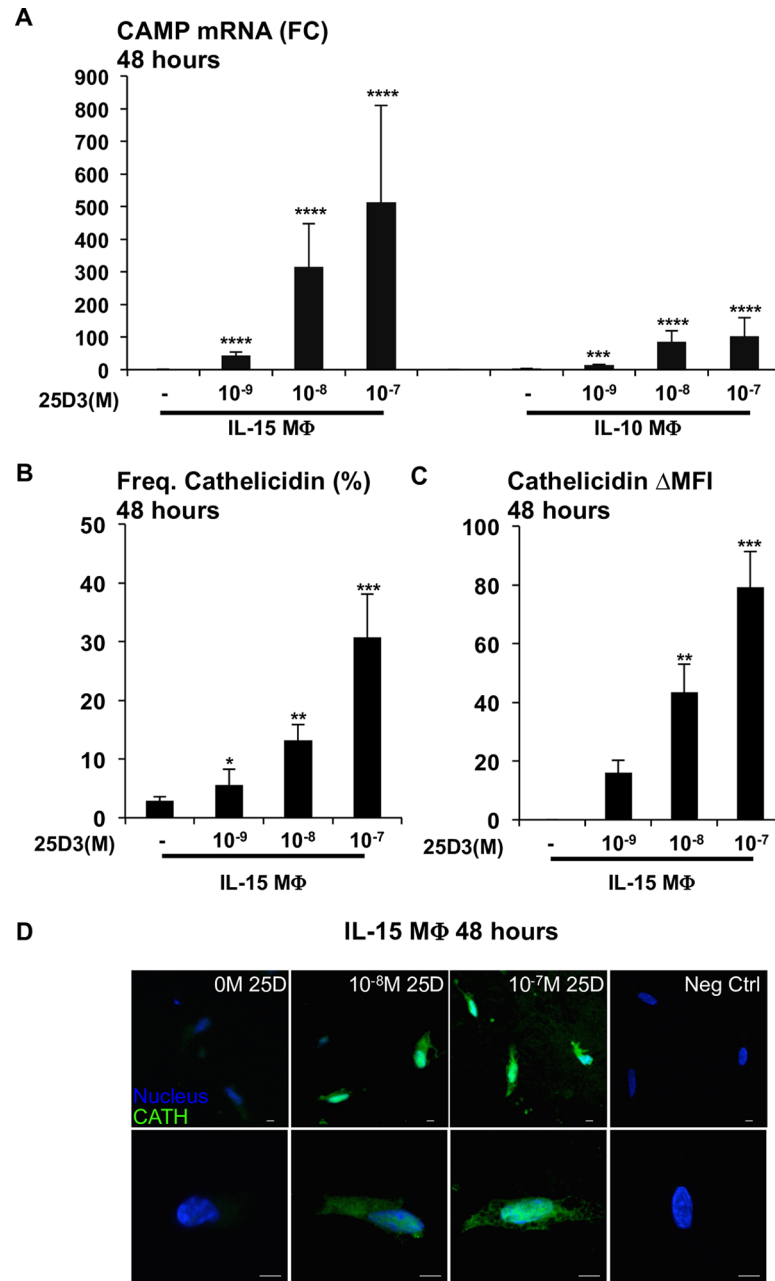 A
CAMP mRNA (FC)
48 hours
900
800
700
600
500
400
300
200
100
0
****
****
****
***
****
****
25D3(M)
- 10⁻⁹ 10⁻⁸ 10⁻⁷ - 10⁻⁹ 10⁻⁸ 10⁻⁷
IL-15 MΦ IL-10 MΦ
B
Freq. Cathelicidin (%)
48 hours
50
40
30
20
10
0
*
**
***
25D3(M)
- 10⁻⁹ 10⁻⁸ 10⁻⁷
IL-15 MΦ
C
Cathelicidin ΔMFI
48 hours
100
80
60
40
20
0
**
***
25D3(M)
- 10⁻⁹ 10⁻⁸ 10⁻⁷
IL-15 MΦ
D
IL-15 MΦ 48 hours
0M 25D 10⁻⁸M 25D 10⁻⁷M 25D Neg Ctrl
Nucleus
CATH